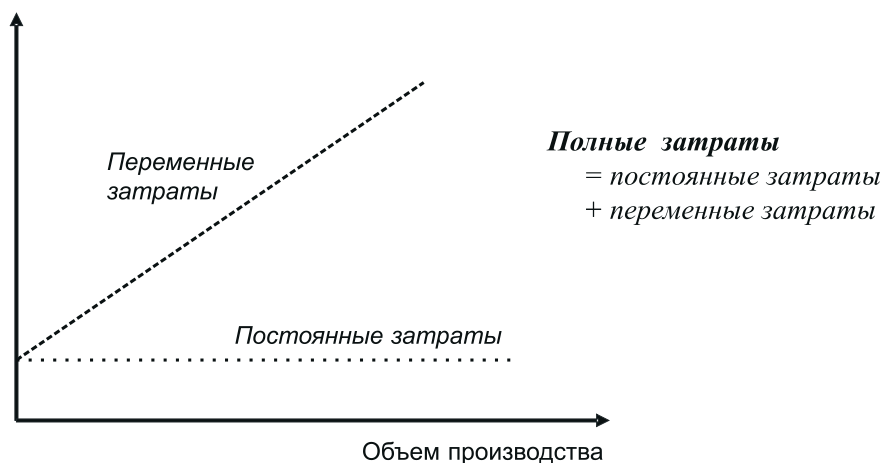 Переменные
затраты
Полные затраты
= постоянные затраты
+ переменные затраты
Постоянные затраты
Объем производства